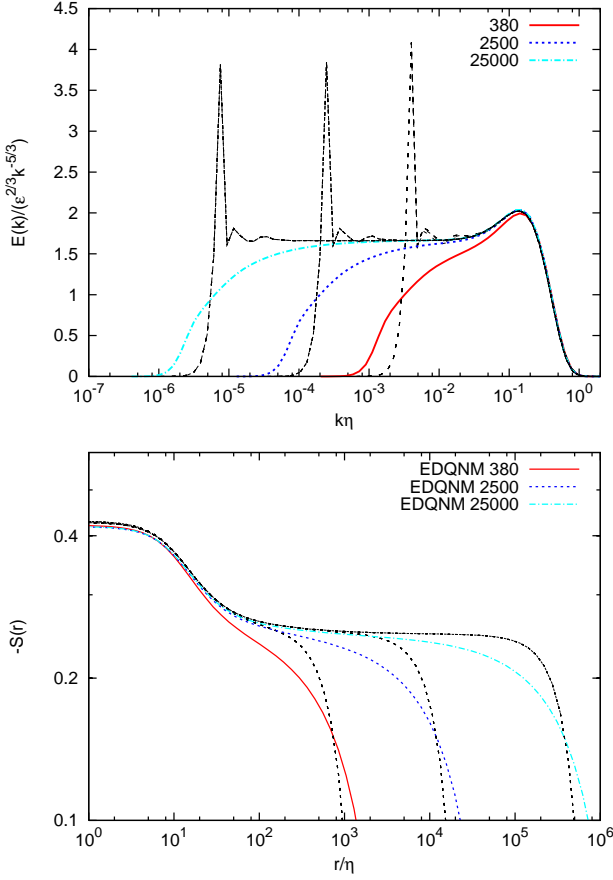 4.5
4
3.5
3
2.5
2
1.5
1
0.5
0
E(k)/(ε^{2/3}k^{-5/3})
380
2500
25000
10^{-7} 10^{-6} 10^{-5} 10^{-4} 10^{-3} 10^{-2} 10^{-1} 10^{0}
kη
0.4
0.2
0.1
-S(r)
EDQNM 380
EDQNM 2500
EDQNM 25000
10^{0} 10^{1} 10^{2} 10^{3} 10^{4} 10^{5} 10^{6}
r/η